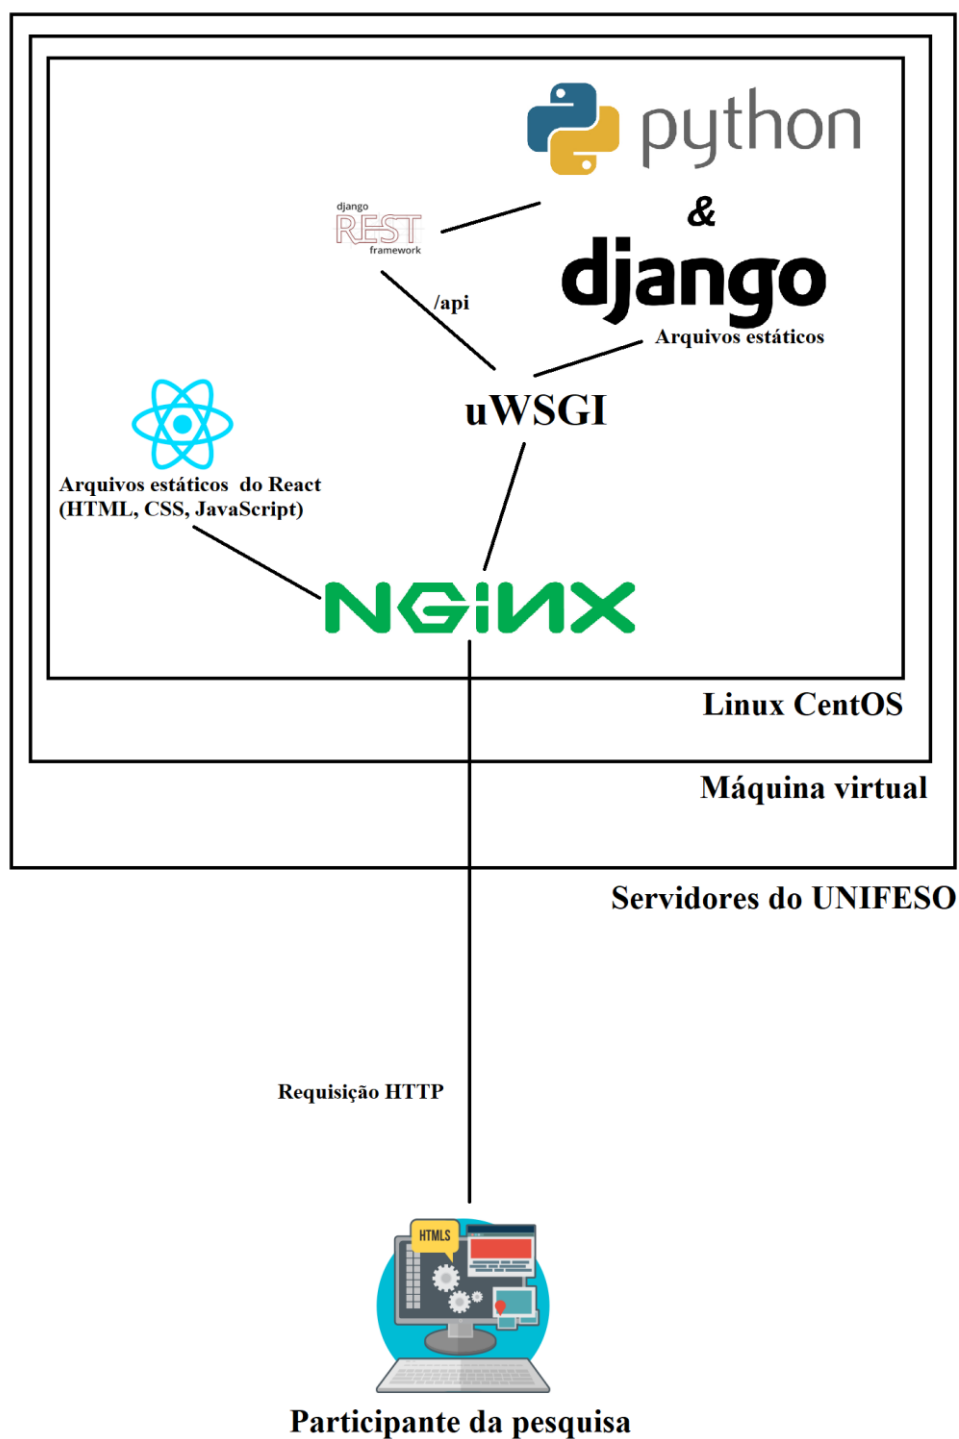 python
&
django
REST
framework
django
/api
Arquivos estáticos
uWSGI
Arquivos estáticos do React
(HTML, CSS, JavaScript)
NGiNX
Linux CentOS
Máquina virtual
Servidores do UNIFESO
Requisição HTTP
HTMLS
Participante da pesquisa